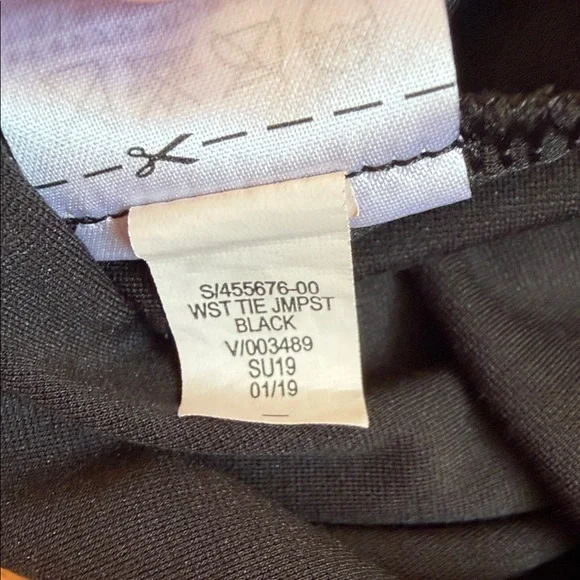 S/455676-00
WST TIE JMPST
BLACK
V/003489
SU19
01/19